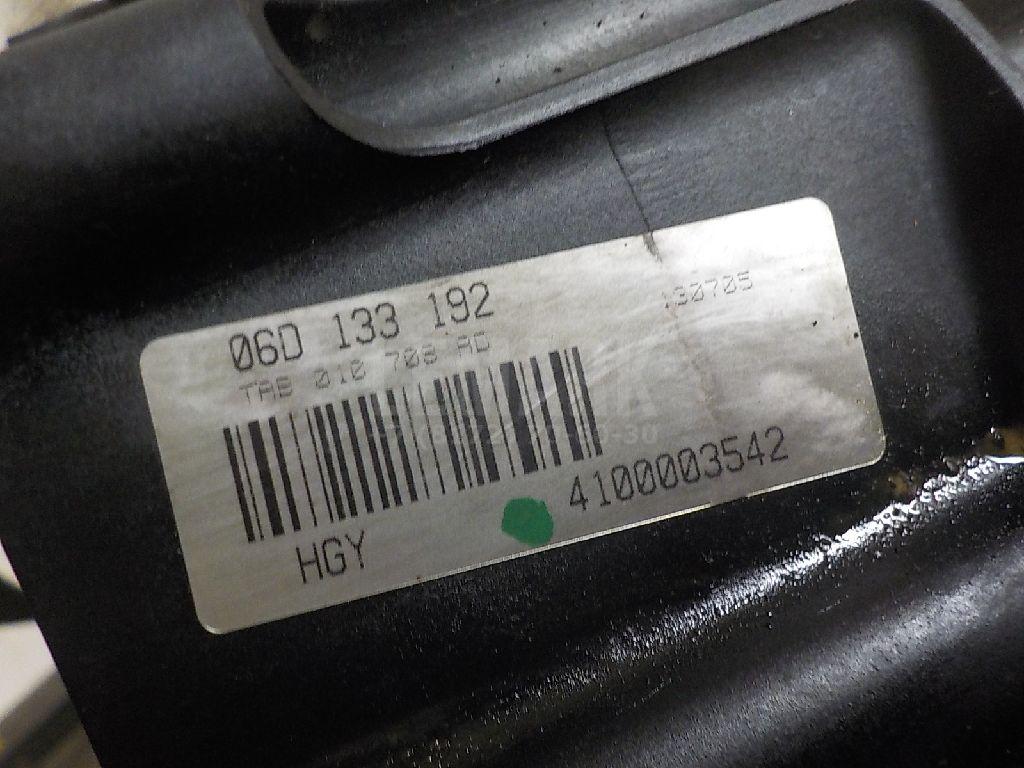 06D 133 192
130705
TAB 010 708 AD
4100003542
HGY